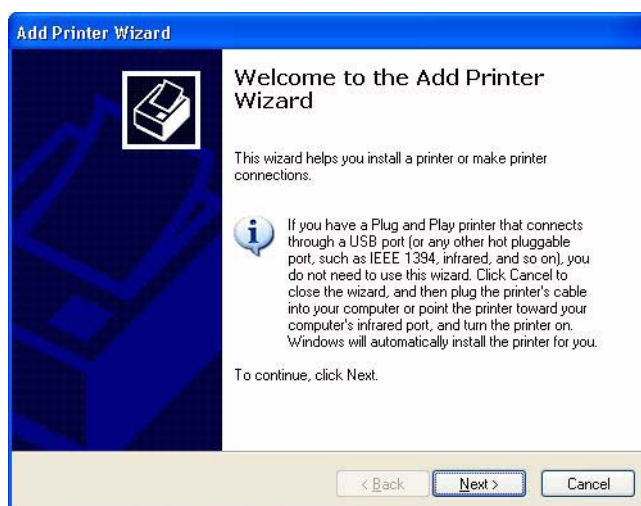 Add Printer Wizard
Welcome to the Add Printer
Wizard
This wizard helps you install a printer or make printer
connections.
If you have a Plug and Play printer that connects
through a USB port (or any other hot pluggable
port, such as IEEE 1394, infrared, and so on), you
do not need to use this wizard. Click Cancel to
close the wizard, and then plug the printer's cable
into your computer or point the printer toward your
computer's infrared port, and turn the printer on.
Windows will automatically install the printer for you.
To continue, click Next.
< Back Next > Cancel